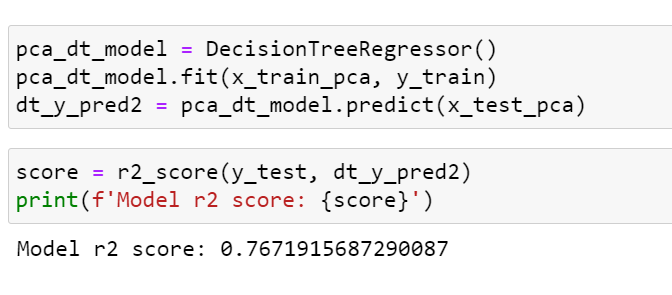 pca_dt_model = DecisionTreeRegressor()
pca_dt_model.fit(x_train_pca, y_train)
dt_y_pred2 = pca_dt_model.predict(x_test_pca)
score = r2_score(y_test, dt_y_pred2)
print(f'Model r2 score: {score}')
Model r2 score: 0.7671915687290087